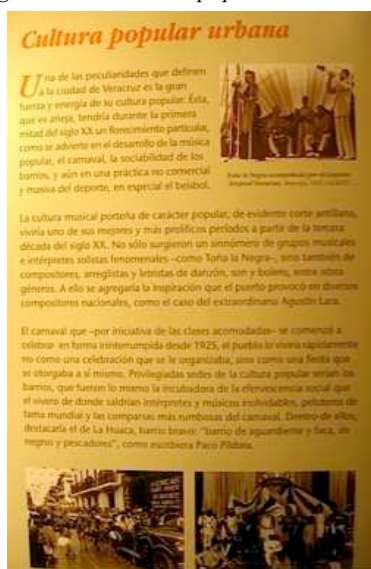 Cultura popular urbana
Una de las peculiaridades que definen
a la ciudad de Veracruz es la gran
fuerza y energía de su cultura popular. Ésta,
que es añeja, tendría durante la primera
mitad del siglo XX un florecimiento particular,
como se advierte en el desarrollo de la música
popular, el carnaval, la sociabilidad de los
barrios, y aún en una práctica no comercial
y masiva del deporte, en especial el beisbol.
Toña la Negra acompañada por el Conjunto
Tropical Veracruz,
La cultura musical porteña de carácter popular, de evidente corte antillano,
viviría uno de sus mejores y más prolíficos períodos a partir de la tercera
década del siglo XX. No sólo surgieron un sinnúmero de grupos musicales
e intérpretes solistas fenomenales –como Toña la Negra–, sino también de
compositores, arreglistas y letristas de danzón, son y bolero, entre otros
géneros. A ello se agregaría la inspiración que el puerto provocó en diversos
compositores nacionales, como el caso del extraordinario Agustín Lara.
El carnaval que –por iniciativa de las clases acomodadas– se comenzó a
celebrar en forma ininterrumpida desde 1925, el pueblo lo viviría rápidamente
no como una celebración que se le organizaba, sino como una fiesta que
se otorgaba a sí mismo. Privilegiadas sedes de la cultura popular serían los
barrios, que fueron lo mismo la incubadora de la efervescencia social que
el vivero de donde saldrían intérpretes y músicos inolvidables, peloteros de
fama mundial y las comparsas más rumbosas del carnaval. Dentro de ellos,
destacaría el de La Huaca, barrio bravo: "barrio de aguardiente y faca, de
negros y pescadores", como escribiera Paco Píldora.